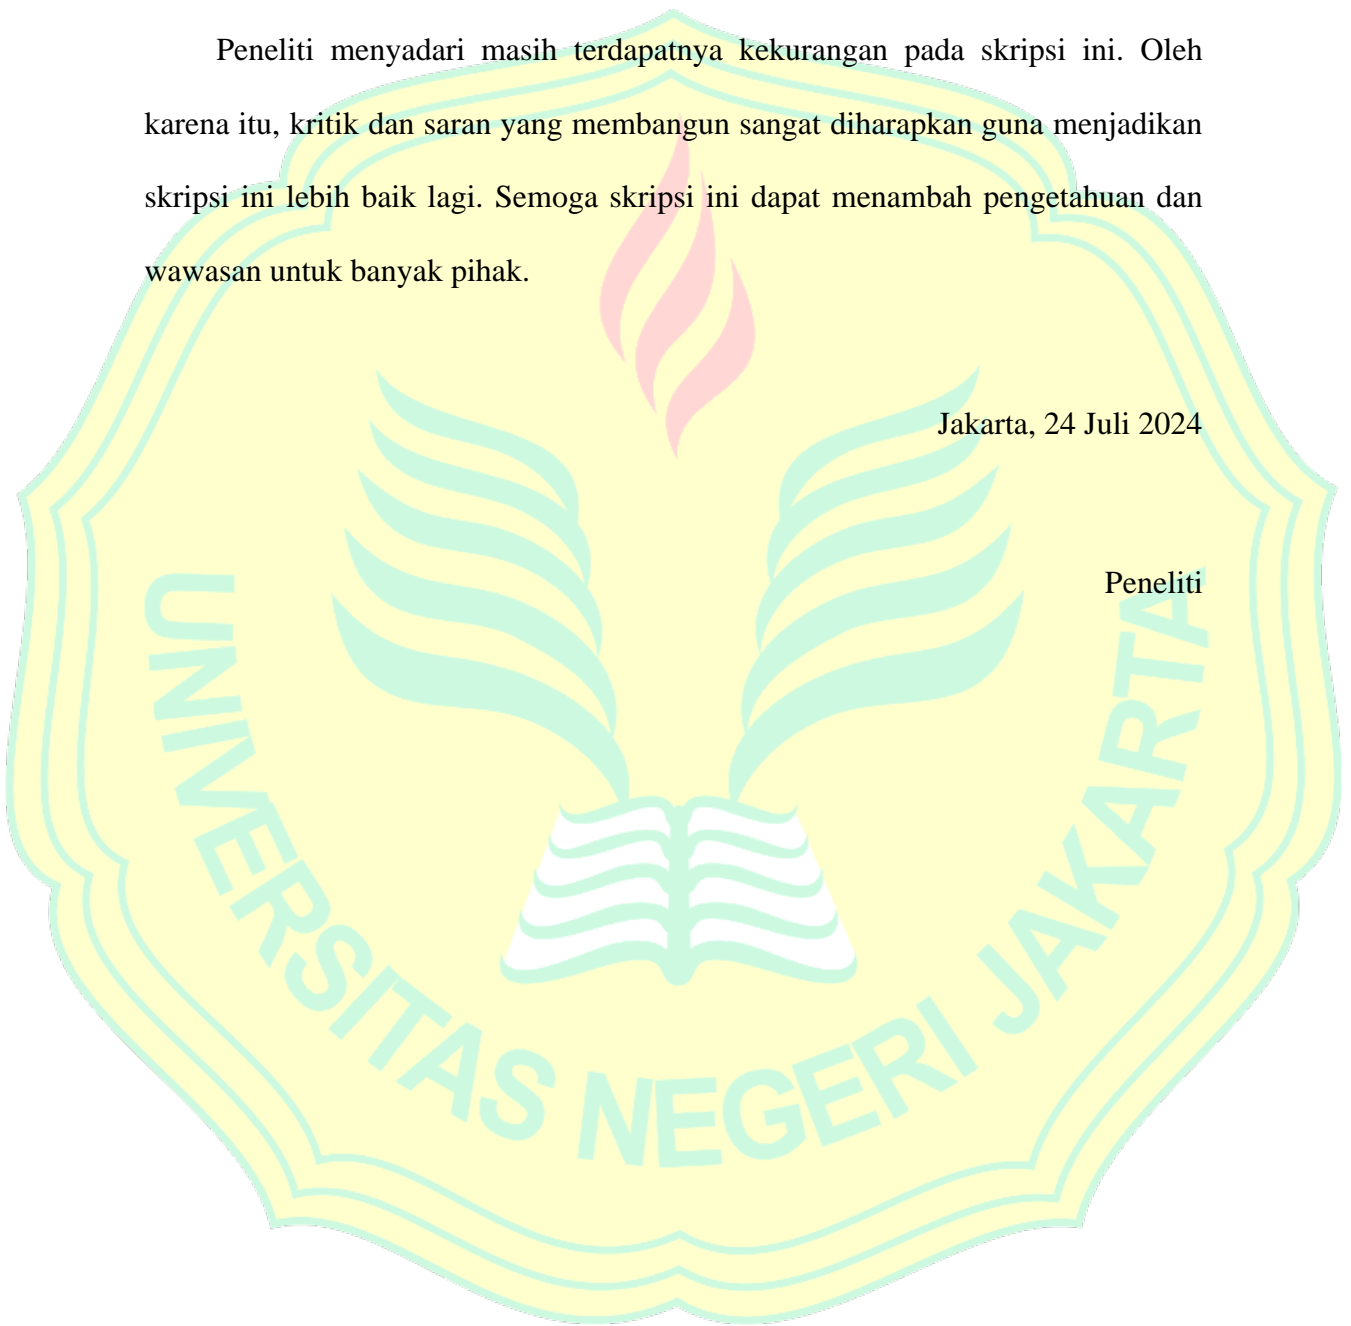 Peneliti menyadari masih terdapatnya kekurangan pada skripsi ini. Oleh
karena itu, kritik dan saran yang membangun sangat diharapkan guna menjadikan
skripsi ini lebih baik lagi. Semoga skripsi ini dapat menambah pengetahuan dan
wawasan untuk banyak pihak.
Jakarta, 24 Juli 2024
Peneliti
UNIVERSITAS NEGERI JAKARTA